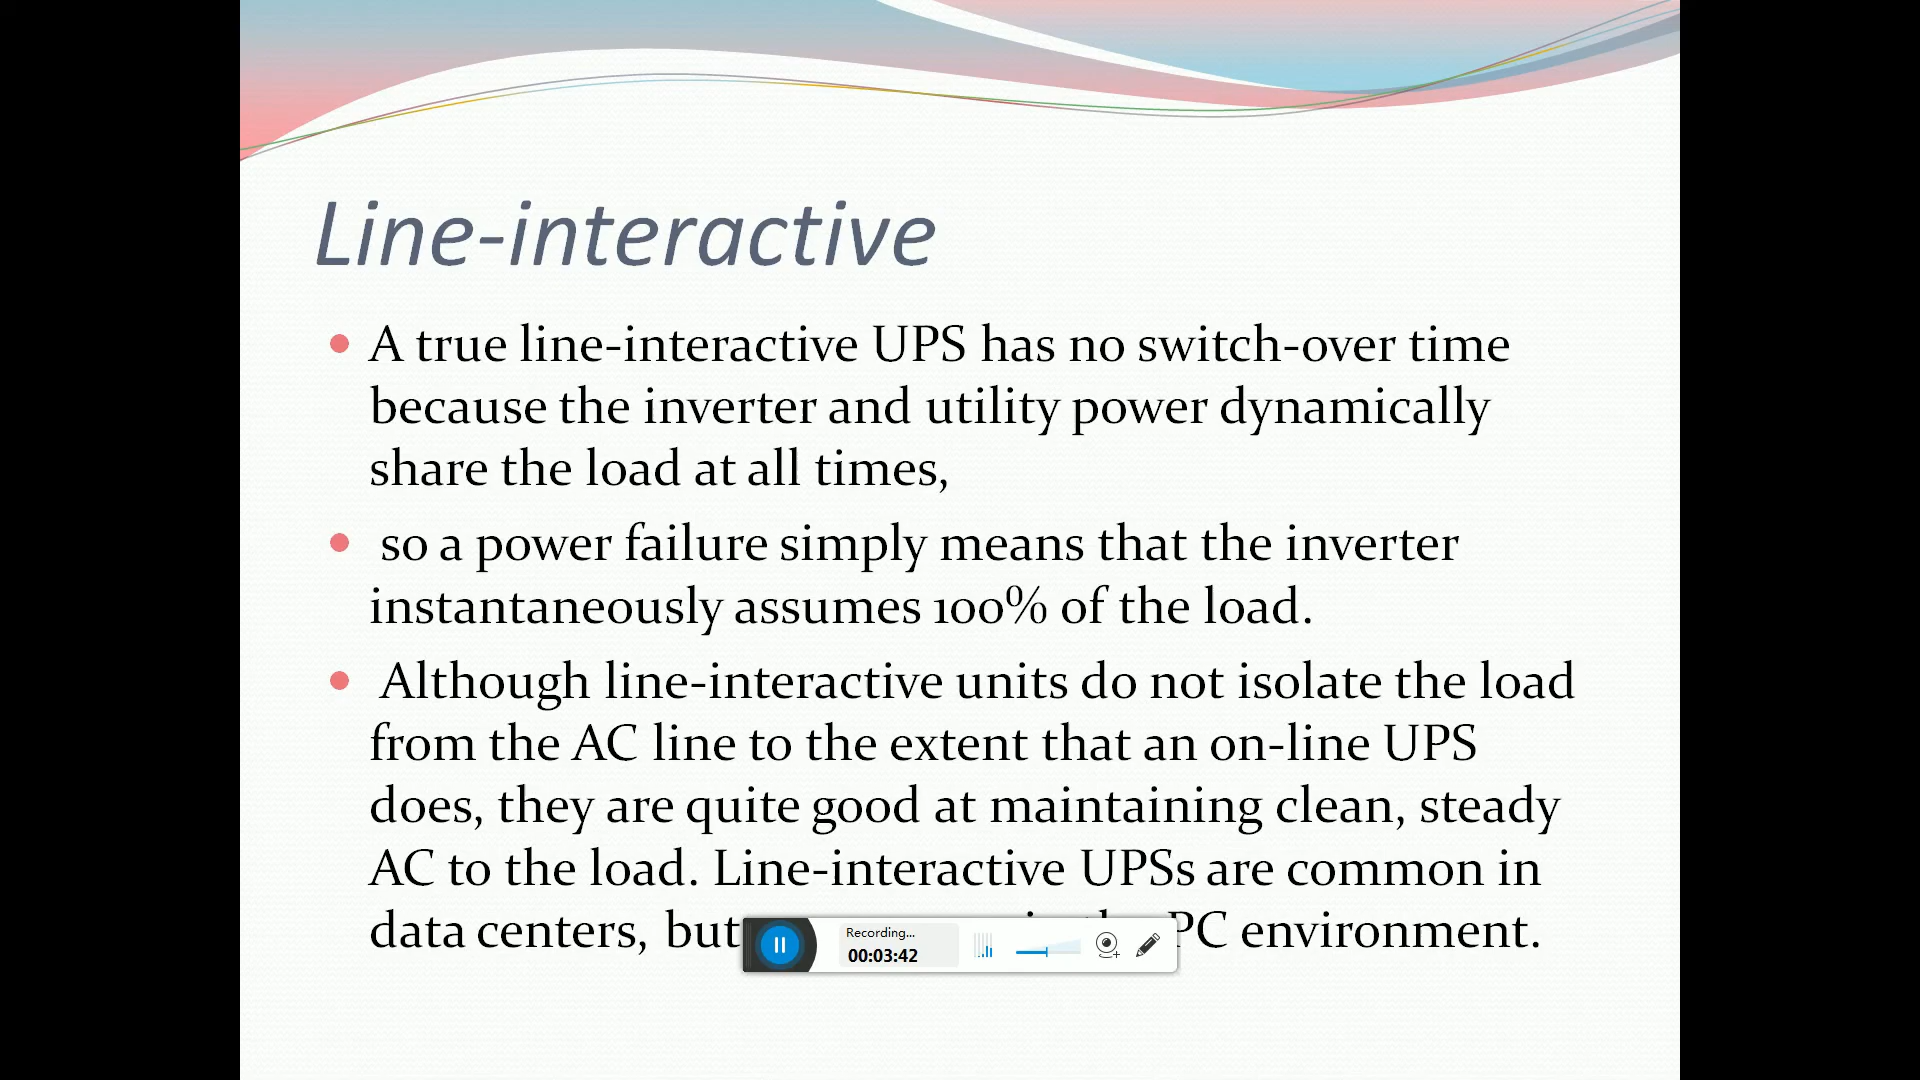 Line-interactive
A true line-interactive UPS has no switch-over time
because the inverter and utility power dynamically
share the load at all times,
so a power failure simply means that the inverter
instantaneously assumes 100% of the load.
Although line-interactive units do not isolate the load
from the AC line to the extent that an on-line UPS
does, they are quite good at maintaining clean, steady
AC to the load. Line-interactive UPSs are common in
data centers, but PC environment.
Recording...
00:03:42